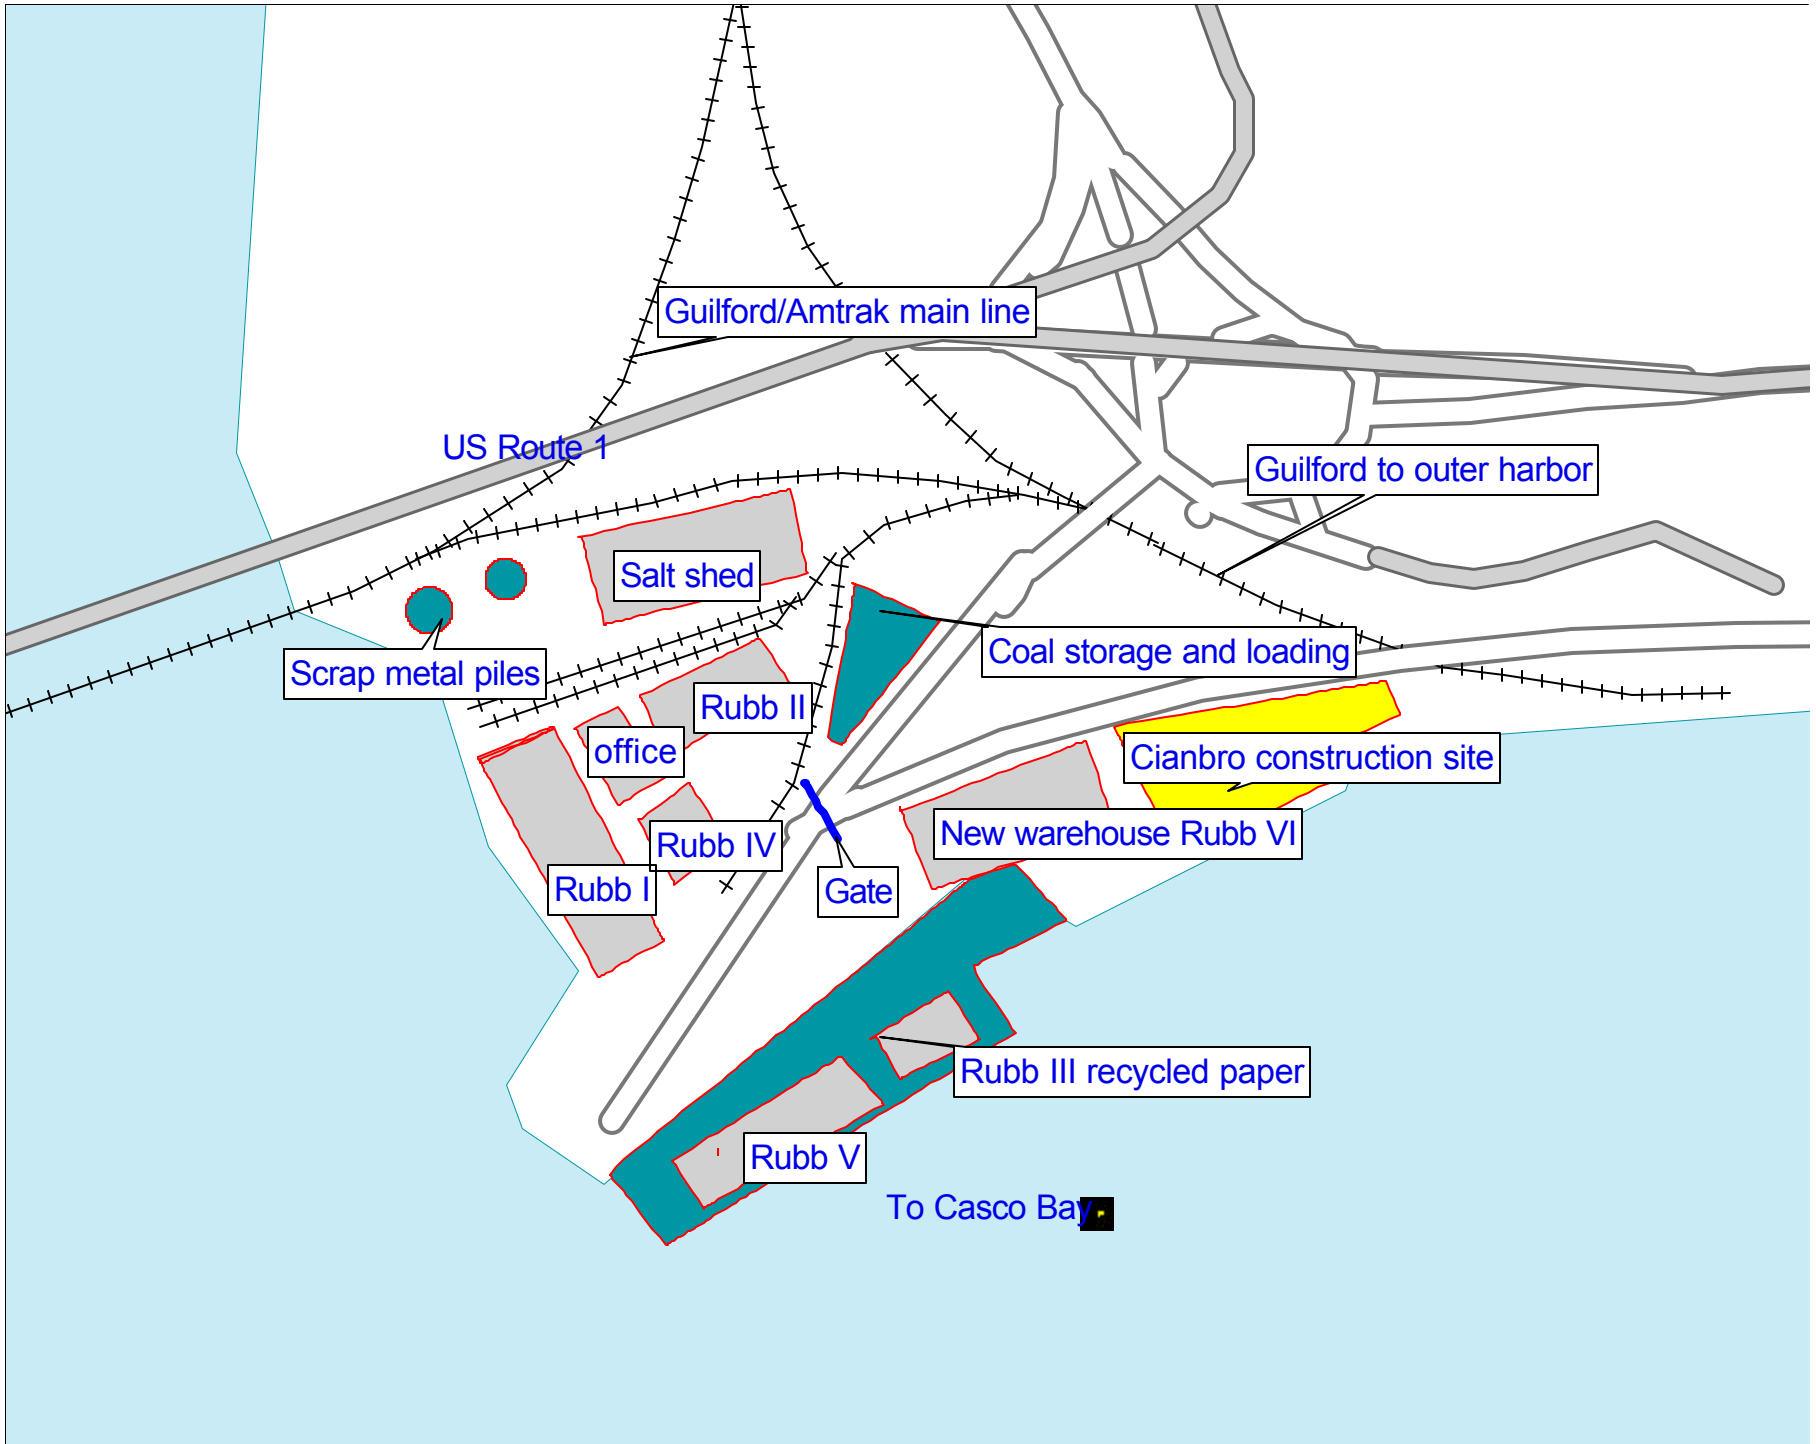 Guilford/Amtrak main line
US Route 1
Guilford to outer harbor
Salt shed
Coal storage and loading
Scrap metal piles
Rubb II
office
Cianbro construction site
New warehouse Rubb VI
Rubb IV
Rubb I
Gate
Rubb III recycled paper
Rubb V
To Casco Bay